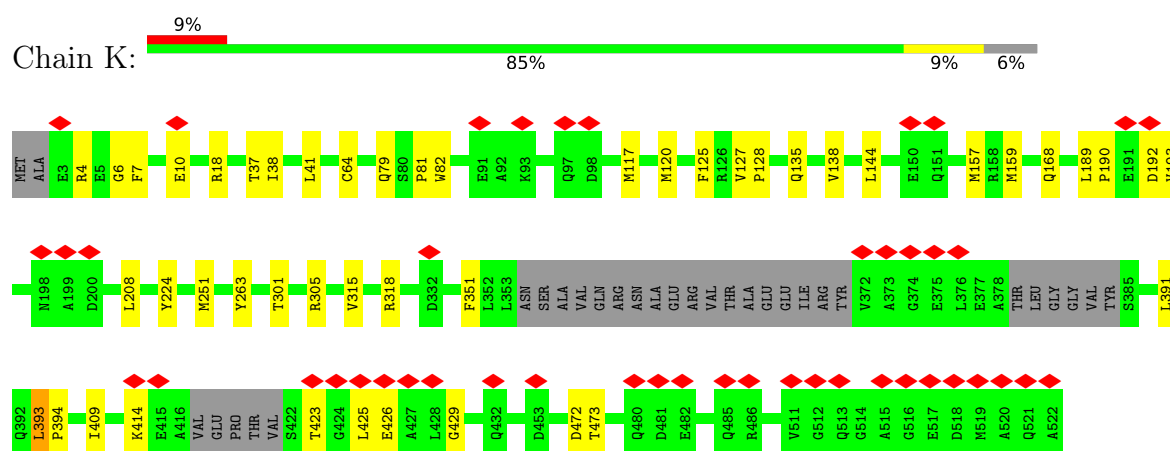 9%
Chain K:
85% 9% 6%
MET ALA E3 R4 E5 G6 F7 E10 R18 T37 I38 L41 C64 Q79 S80 P81 W82 E91 A92 K93 Q97 D98 M117 M120 F125 R126 V127 P128 Q135 V138 L144 E150 Q151 M157 R158 M159 Q168 L189 P190 E191 D192
N198 A199 D200 L208 Y224 M251 Y263 T301 R305 V315 R318 D332 F351 L352 L353 ASN SER ALA VAL GLN ARG ASN ALA GLU ARG VAL THR ALA GLU GLU ILE ARG TYR V372 A373 G374 E375 L376 E377 A378 THR LEU GLY GLY VAL TYR S385 L391
Q392 L393 P394 I409 K414 E415 A416 VAL GLU PRO THR VAL S422 T423 G424 L425 E426 A427 L428 G429 Q432 D453 D472 T473 Q480 D481 E482 Q485 R486 V511 G512 Q513 G514 A515 G516 E517 D518 M519 A520 Q521 A522